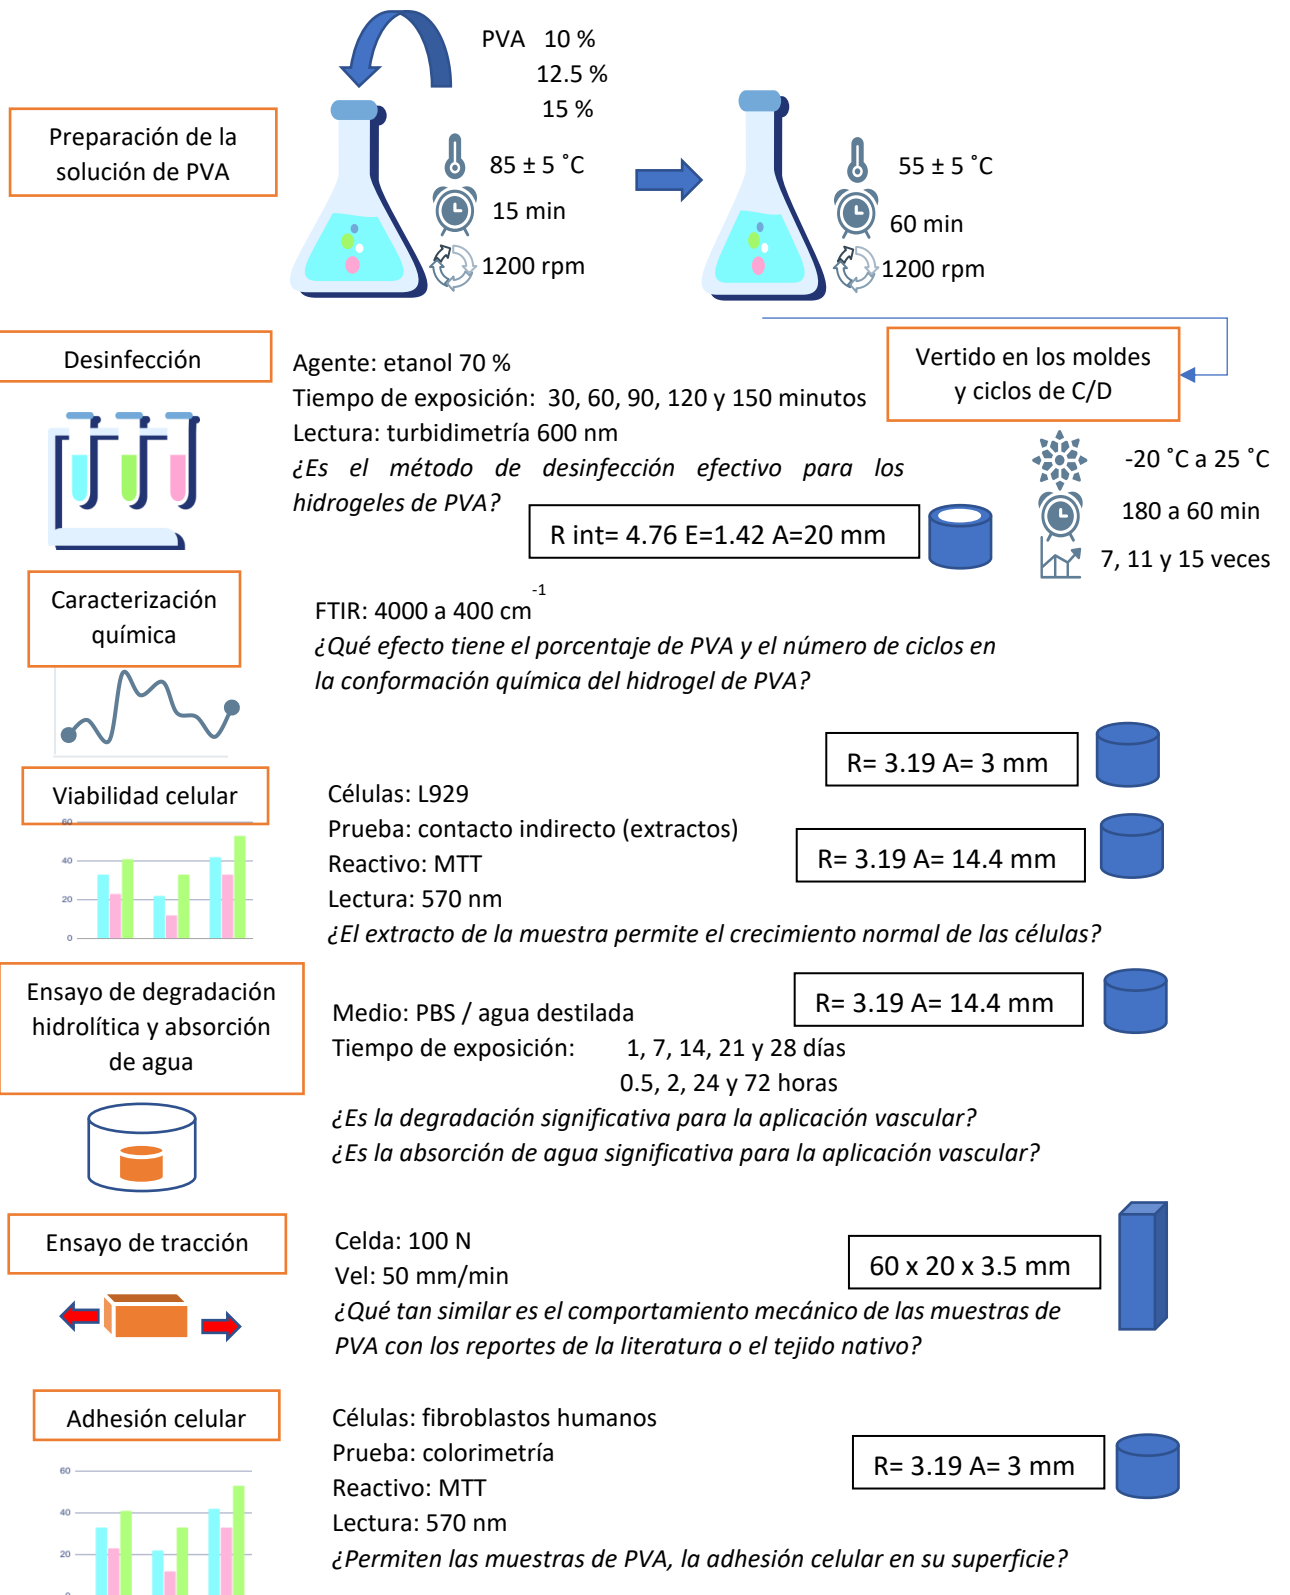 PVA 10 %
12.5 %
15 %
Preparación de la
solución de PVA
85 ± 5 ˚C
15 min
1200 rpm
55 ± 5 ˚C
60 min
1200 rpm
Desinfección
Agente: etanol 70 %
Tiempo de exposición: 30, 60, 90, 120 y 150 minutos
Lectura: turbidimetría 600 nm
¿Es el método de desinfección efectivo para los
hidrogeles de PVA?
Vertido en los moldes
y ciclos de C/D
-20 ˚C a 25 ˚C
180 a 60 min
7, 11 y 15 veces
R int= 4.76 E=1.42 A=20 mm
Caracterización
química
FTIR: 4000 a 400 cm-1
¿Qué efecto tiene el porcentaje de PVA y el número de ciclos en
la conformación química del hidrogel de PVA?
R= 3.19 A= 3 mm
Viabilidad celular
60
40
20
0
Células: L929
Prueba: contacto indirecto (extractos)
Reactivo: MTT
Lectura: 570 nm
¿El extracto de la muestra permite el crecimiento normal de las células?
R= 3.19 A= 14.4 mm
Ensayo de degradación
hidrolítica y absorción
de agua
Medio: PBS / agua destilada
Tiempo de exposición: 1, 7, 14, 21 y 28 días
0.5, 2, 24 y 72 horas
¿Es la degradación significativa para la aplicación vascular?
¿Es la absorción de agua significativa para la aplicación vascular?
R= 3.19 A= 14.4 mm
Ensayo de tracción
Celda: 100 N
Vel: 50 mm/min
¿Qué tan similar es el comportamiento mecánico de las muestras de
PVA con los reportes de la literatura o el tejido nativo?
60 x 20 x 3.5 mm
Adhesión celular
60
40
20
0
Células: fibroblastos humanos
Prueba: colorimetría
Reactivo: MTT
Lectura: 570 nm
¿Permiten las muestras de PVA, la adhesión celular en su superficie?
R= 3.19 A= 3 mm